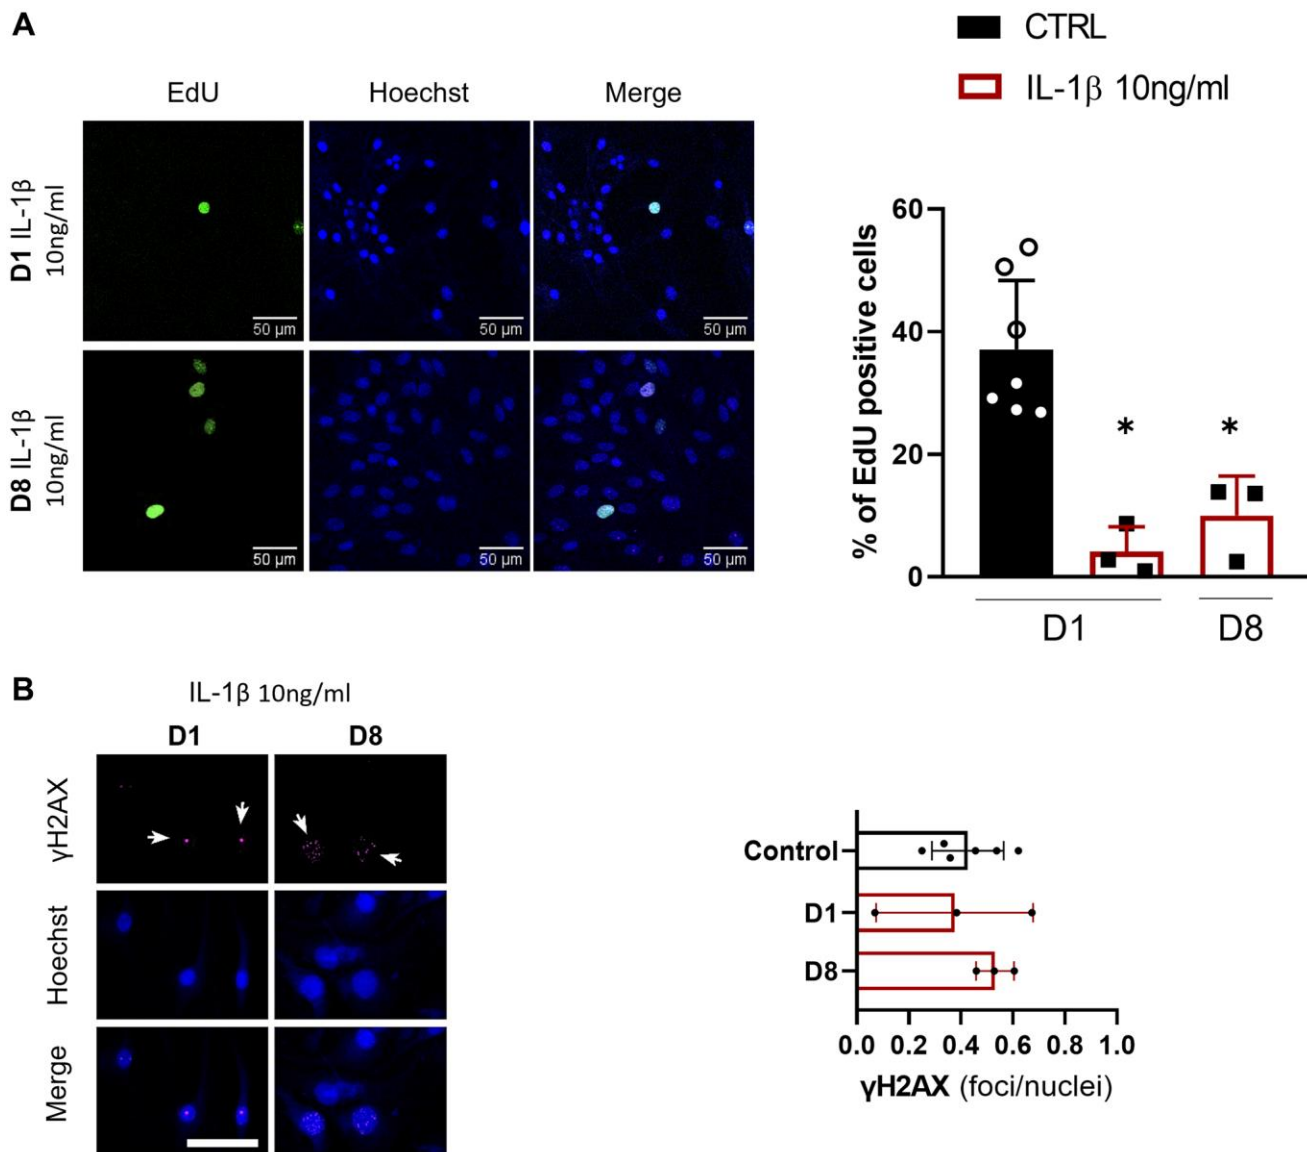 A
CTRL
IL-1β 10ng/ml
EdU Hoechst Merge
D1 IL-1β
10ng/ml
50 µm 50 µm 50 µm
D8 IL-1β
10ng/ml
50 µm 50 µm 50 µm
% of EdU positive cells
60
40
20
0
* *
D1 D8
B
IL-1β 10ng/ml
D1 D8
γH2AX
Hoechst
Merge
Control
D1
D8
0.0 0.2 0.4 0.6 0.8 1.0
γH2AX (foci/nuclei)